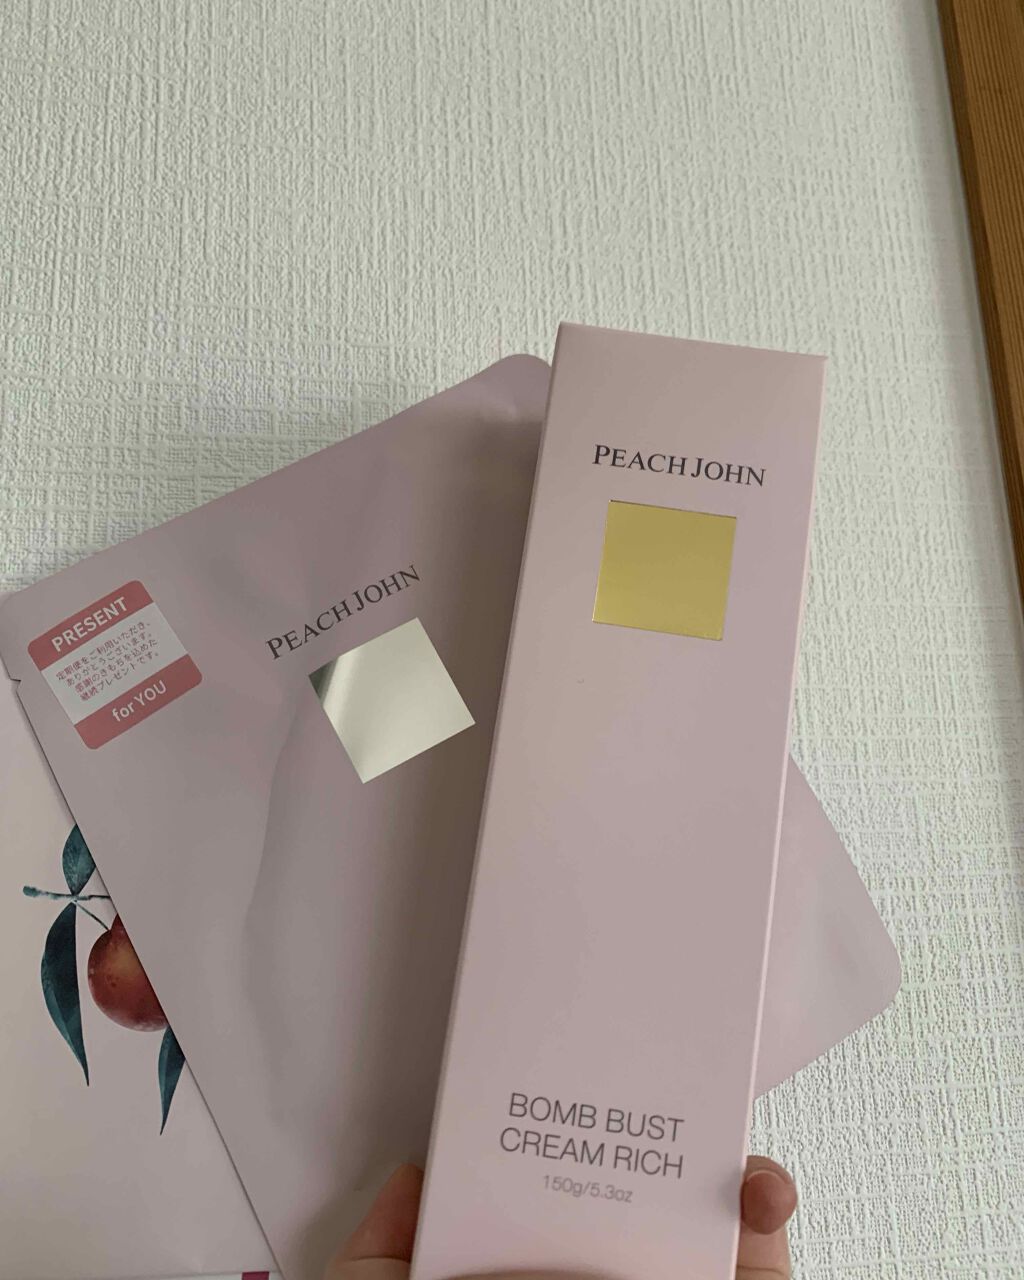 PEACH JOHN
BOMB BUST
CREAM RICH
150g/5.3oz
PEACH JOHN
PRESENT
定期便をご利用いただき、
ありがとうございます。
感謝のきもちを込めた
継続プレゼントです。
for YOU